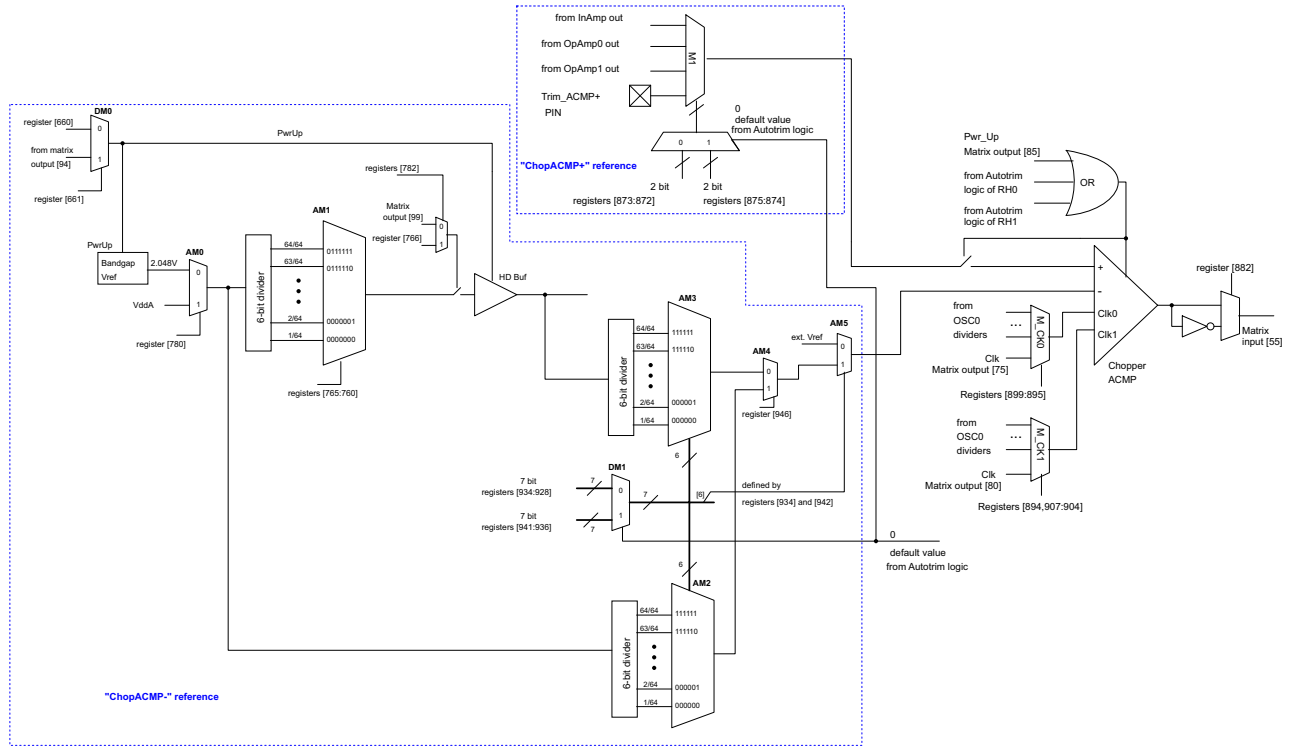 from InAmp out
from OpAmp0 out
from OpAmp1 out
Trim_ACMP+
PIN
M1
0
default value
from Autotrim logic
0 1
"ChopACMP+" reference
2 bit
2 bit
registers [873:872]
registers [875:874]
DM0
register [660]
0
from matrix
output [94]
1
register [661]
PwrUp
registers [782]
Matrix
output [99]
0
register [766]
1
Pwr_Up
Matrix output [85]
from Autotrim
logic of RH0
from Autotrim
logic of RH1
OR
PwrUp
Bandgap
Vref
2.048V
AM0
0
VddA
1
register [780]
AM1
6-bit divider
64/64
0111111
63/64
0111110
2/64
0000001
1/64
0000000
registers [765:760]
HD Buf
AM3
6-bit divider
64/64
111111
63/64
111110
2/64
000001
1/64
000000
6
AM4
0
1
register [946]
AM5
ext. Vref
0
1
+
-
Clk0
Clk1
Chopper
ACMP
register [882]
Matrix
input [55]
from
OSC0
dividers
...
Clk
Matrix output [75]
M_CK0
Registers [899:895]
from
OSC0
dividers
...
Clk
Matrix output [80]
M_CK1
Registers [894,907:904]
DM1
7 bit
registers [934:928]
7
0
7
[6]
defined by
registers [934] and [942]
7 bit
registers [941:936]
7
1
0
default value
from Autotrim logic
6
AM2
6-bit divider
64/64
111111
63/64
111110
2/64
000001
1/64
000000
"ChopACMP-" reference